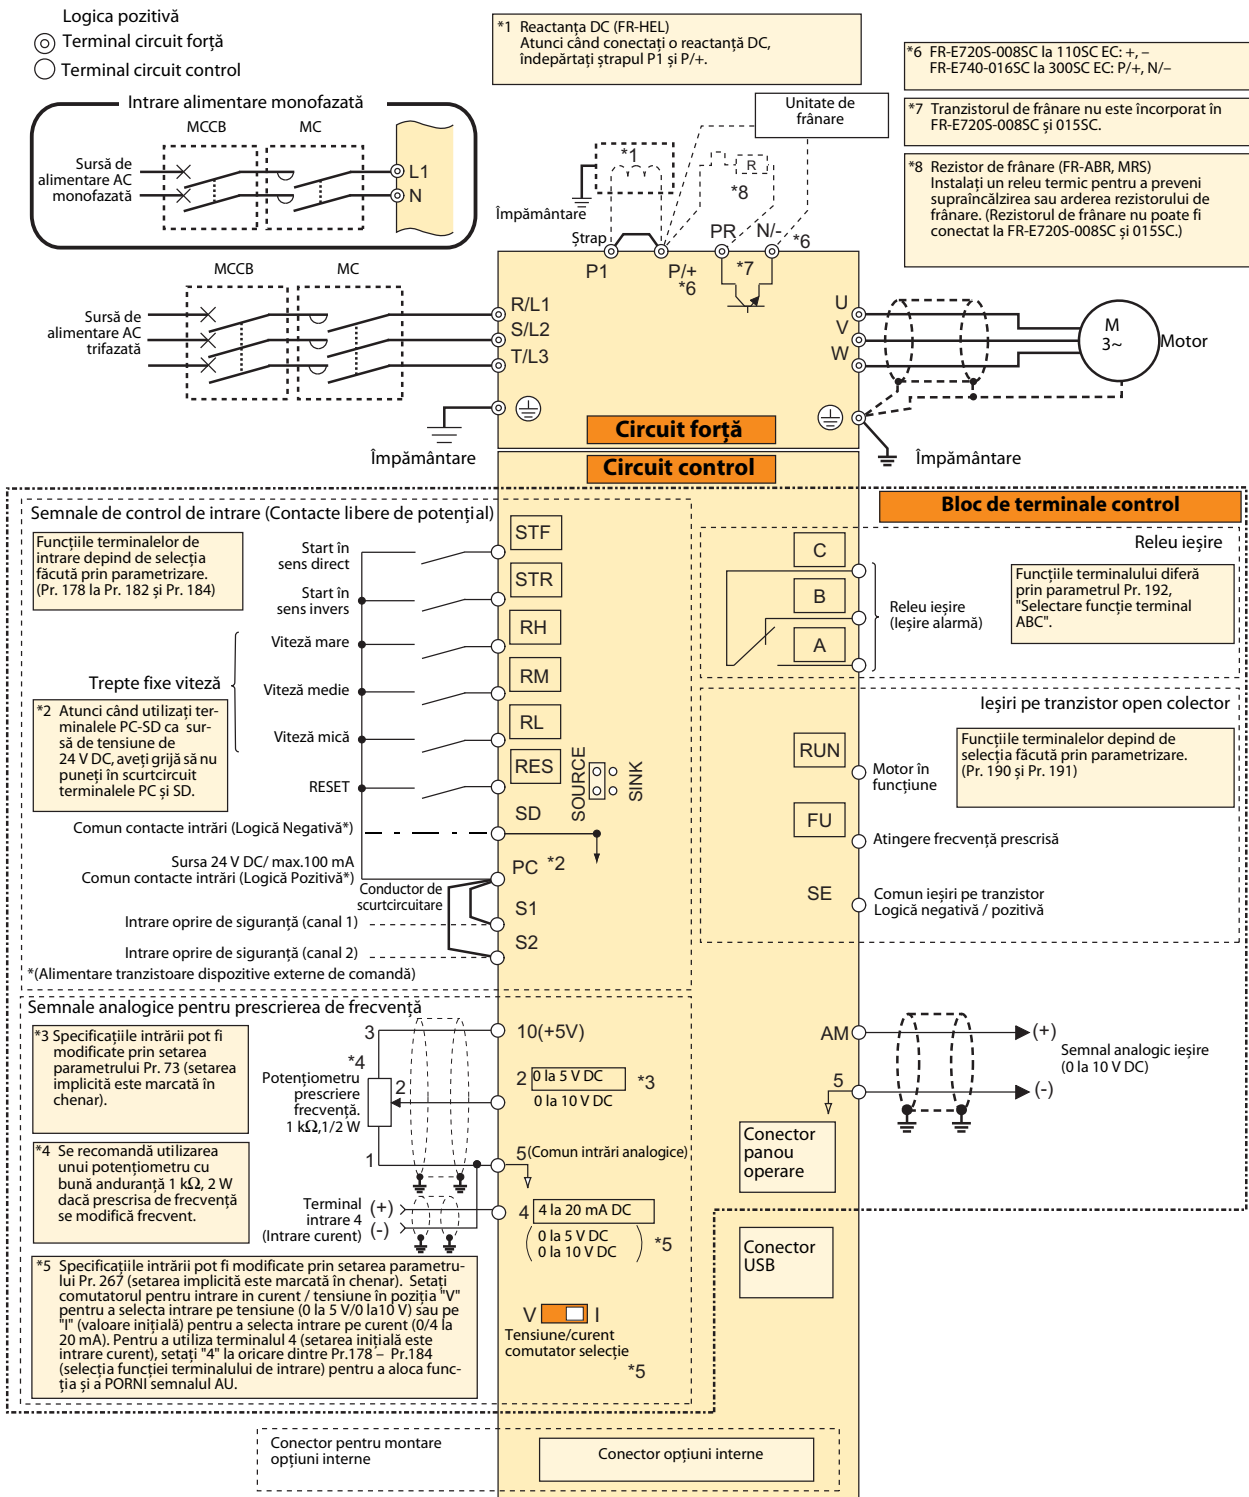 Logica pozitivă
Terminal circuit forță
Terminal circuit control
*1 Reactanța DC (FR-HEL)
Atunci când conectați o reactanță DC,
îndepărtați ștrapul P1 și P/+.
*6 FR-E720S-008SC la 110SC EC: +, –
FR-E740-016SC la 300SC EC: P/+, N/–
*7 Tranzistorul de frânare nu este încorporat în
FR-E720S-008SC și 015SC.
*8 Rezistor de frânare (FR-ABR, MRS)
Instalați un releu termic pentru a preveni
supraîncălzirea sau arderea rezistorului de
frânare. (Rezistorul de frânare nu poate fi
conectat la FR-E720S-008SC și 015SC.)
Intrare alimentare monofazată
MCCB
MC
Sursă de
alimentare AC
monofazată
L1
N
Unitate de
frânare
*1
R
*8
Împământare
Ștrap
P1
P/+
*6
PR
*7
N/-
*6
MCCB
MC
Sursă de
alimentare AC
trifazată
R/L1
S/L2
T/L3
U
V
W
M
3~
Motor
Împământare
Circuit forță
Împământare
Circuit control
Bloc de terminale control
Semnale de control de intrare (Contacte libere de potențial)
Funcțiile terminalelor de
intrare depind de selecția
făcută prin parametrizare.
(Pr. 178 la Pr. 182 și Pr. 184)
Start în
sens direct
STF
Start în
sens invers
STR
Viteză mare
RH
Trepte fixe viteză
Viteză medie
RM
Viteză mică
RL
*2 Atunci când utilizați ter-
minalele PC-SD ca sur-
să de tensiune de
24 V DC, aveți grijă să nu
puneți în scurtcircuit
terminalele PC și SD.
RESET
RES
SOURCE
SINK
SD
Comun contacte intrări (Logică Negativă*)
Sursa 24 V DC/ max.100 mA
Comun contacte intrări (Logică Pozitivă*)
PC *2
Conductor de
scurtcircuitare
S1
Intrare oprire de siguranță (canal 1)
S2
Intrare oprire de siguranță (canal 2)
*(Alimentare tranzistoare dispozitive externe de comandă)
Releu ieșire
C
B
A
Releu ieșire
(Ieșire alarmă)
Funcțiile terminalului diferă
prin parametrul Pr. 192,
"Selectare funcție terminal
ABC".
Ieșiri pe tranzistor open colector
RUN
Motor în
funcțiune
Funcțiile terminalelor depind de
selecția făcută prin parametrizare.
(Pr. 190 și Pr. 191)
FU
Atingere frecvență prescrisă
SE
Comun ieșiri pe tranzistor
Logică negativă / pozitivă
Semnale analogice pentru prescrierea de frecvență
*3 Specificațiile intrării pot fi
modificate prin setarea
parametrului Pr. 73 (setarea
implicită este marcată în
chenar).
3
*4
Potențiometru
prescriere
frecvență.
1 kΩ,1/2 W
2
1
10(+5V)
2
0 la 5 V DC
0 la 10 V DC
*3
5(Comun intrări analogice)
*4 Se recomandă utilizarea
unui potențiometru cu
bună anduranță 1 kΩ, 2 W
dacă prescrisa de frecvență
se modifică frecvent.
Terminal
intrare 4
(Intrare curent)
(+)
(-)
4
4 la 20 mA DC
0 la 5 V DC
0 la 10 V DC
*5
AM
(+)
Semnal analogic ieșire
(0 la 10 V DC)
5
(-)
Conector
panou
operare
Conector
USB
*5 Specificațiile intrării pot fi modificate prin setarea parametru-
lui Pr. 267 (setarea implicită este marcată în chenar). Setați
comutatorul pentru intrare in curent / tensiune în poziția "V"
pentru a selecta intrare pe tensiune (0 la 5 V/0 la10 V) sau pe
"I" (valoare inițială) pentru a selecta intrare pe curent (0/4 la
20 mA). Pentru a utiliza terminalul 4 (setarea inițială este
intrare curent), setați "4" la oricare dintre Pr.178 – Pr.184
(selecția funcției terminalului de intrare) pentru a aloca func-
ția și a PORNI semnalul AU.
V
I
Tensiune/curent
comutator selecție
*5
Conector pentru montare
opțiuni interne
Conector opțiuni interne